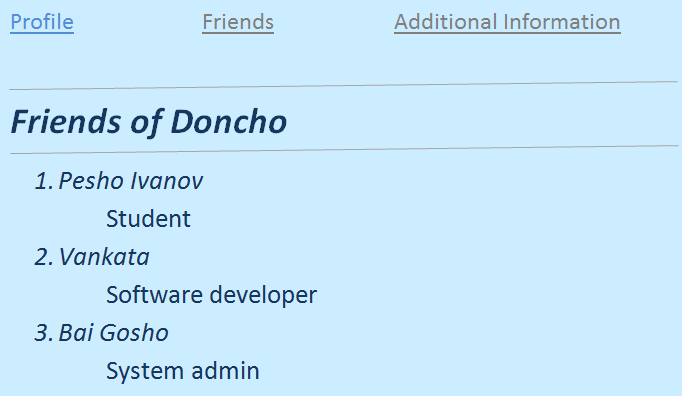 Profile Friends Additional Information
Friends of Doncho
1. Pesho Ivanov
Student
2. Vankata
Software developer
3. Bai Gosho
System admin